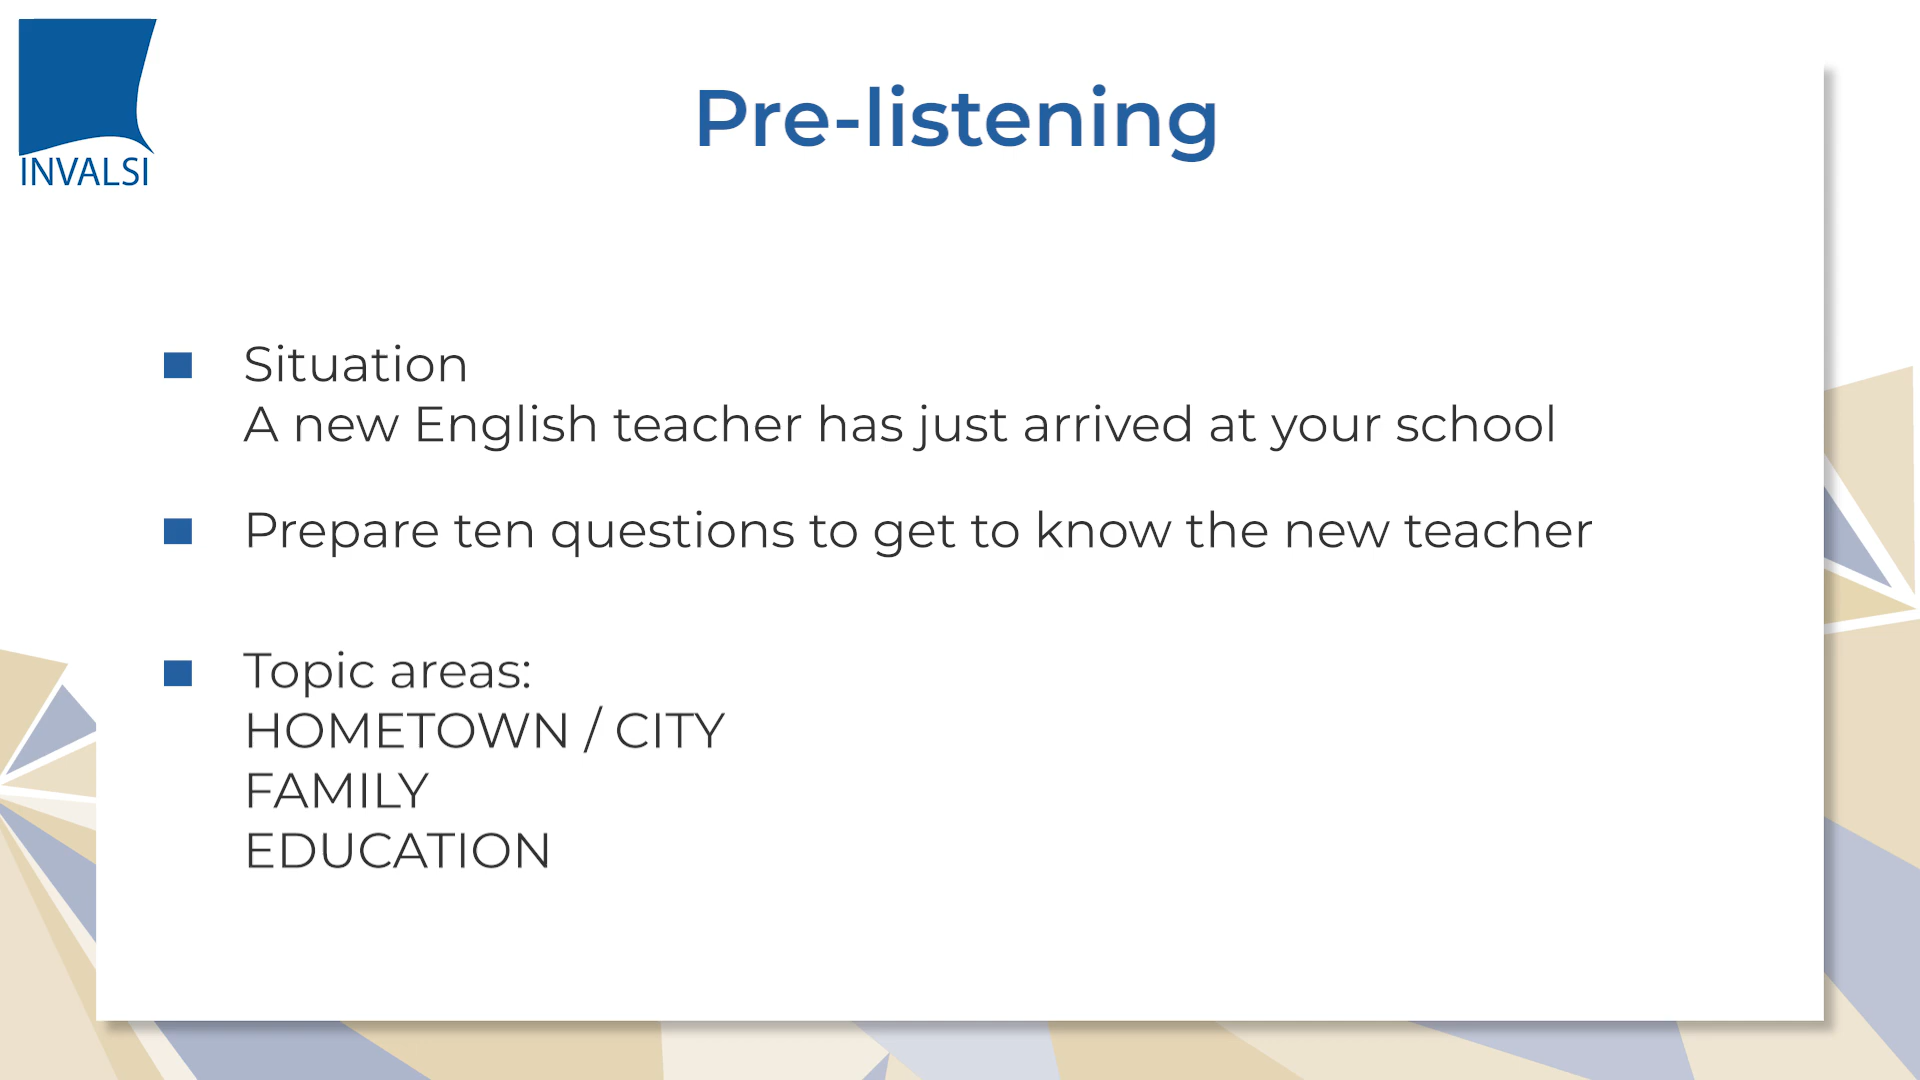 INVALSI
Pre-listening
Situation
A new English teacher has just arrived at your school
Prepare ten questions to get to know the new teacher
Topic areas:
HOMETOWN / CITY
FAMILY
EDUCATION